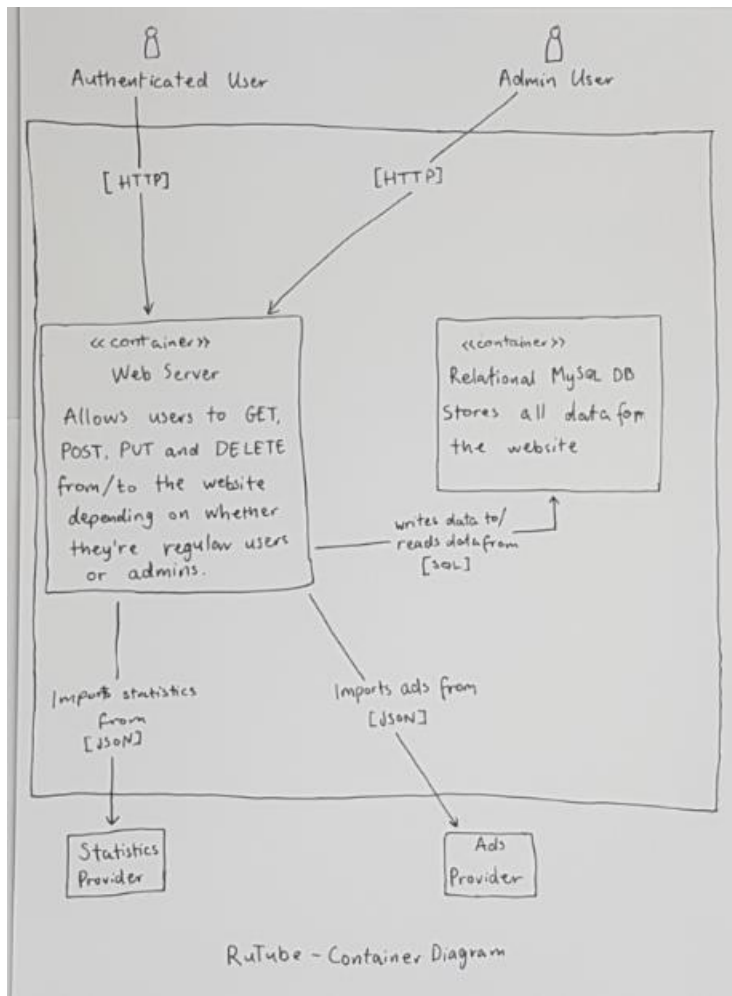 Authenticated User
Admin User
[HTTP]
[HTTP]
<<container>>
Web Server
Allows users to GET,
POST, PUT and DELETE
from/to the website
depending on whether
they're regular users
or admins.
<<container>>
Relational MySQL DB
Stores all data fom
the website
writes data to/
reads data from
[SQL]
Imports statistics
from
[JSON]
Imports ads from
[JSON]
Statistics
Provider
Ads
Provider
RuTube - Container Diagram